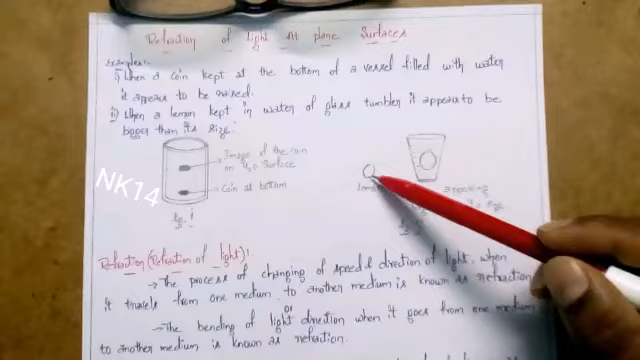 Refraction of light At plane Surfaces
Examples:-
i) When a coin kept at the bottom of a vessel filled with water
it appears to be raised.
ii) When a lemon kept in water of glass tumbler it appears to be
bigger than its size.
Image of the coin
on H2O surface
Coin at bottom
NK14
Refraction (Refraction of light):
→ The process of changing of speed & direction of light, when
it travels from one medium to another medium is known as refraction
or
→ The bending of light direction when it goes from one medium
to another medium is known as refraction.